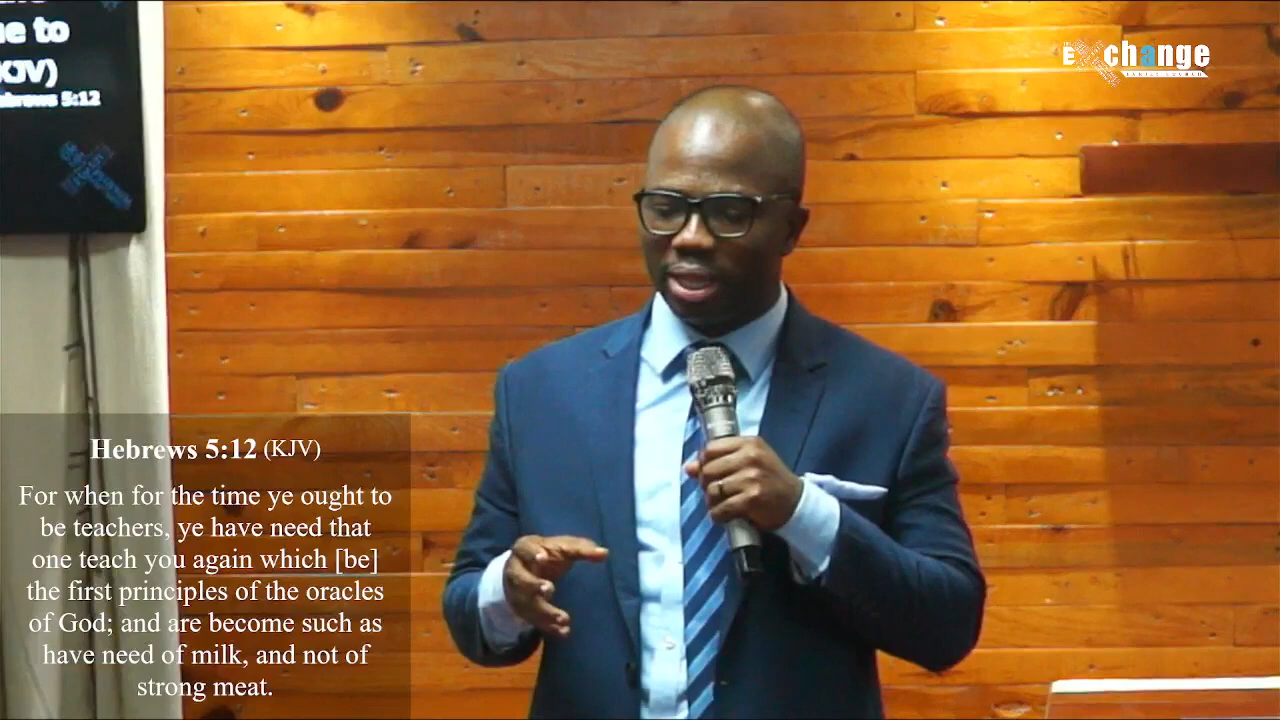 e to
KJV)
ebrews 5:12
Exchange
FAMILY CHURCH
Hebrews 5:12 (KJV)
For when for the time ye ought to
be teachers, ye have need that
one teach you again which [be]
the first principles of the oracles
of God; and are become such as
have need of milk, and not of
strong meat.